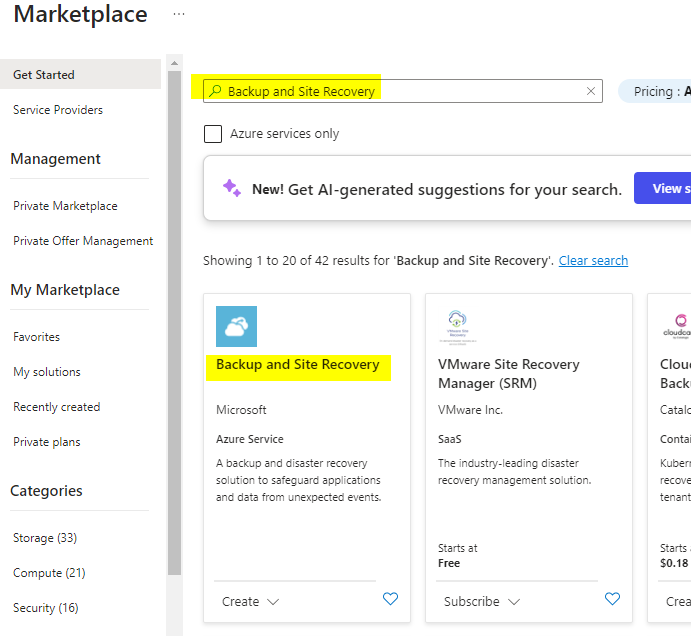 Marketplace ...
Get Started
Service Providers
Management
Private Marketplace
Private Offer Management
My Marketplace
Favorites
My solutions
Recently created
Private plans
Categories
Storage (33)
Compute (21)
Security (16)
Backup and Site Recovery
Pricing : A
Azure services only
New! Get AI-generated suggestions for your search.
View s
Showing 1 to 20 of 42 results for 'Backup and Site Recovery'. Clear search
Backup and Site Recovery
Microsoft
Azure Service
A backup and disaster recovery
solution to safeguard applications
and data from unexpected events.
Create
VMware Site
Recovery
VMware Site Recovery
Manager (SRM)
VMware Inc.
SaaS
The industry-leading disaster
recovery management solution.
Starts at
Free
Subscribe
cloudca
Clou
Backu
Catalo
Contai
Kubern
recove
tenant
Starts a
$0.18
Crea